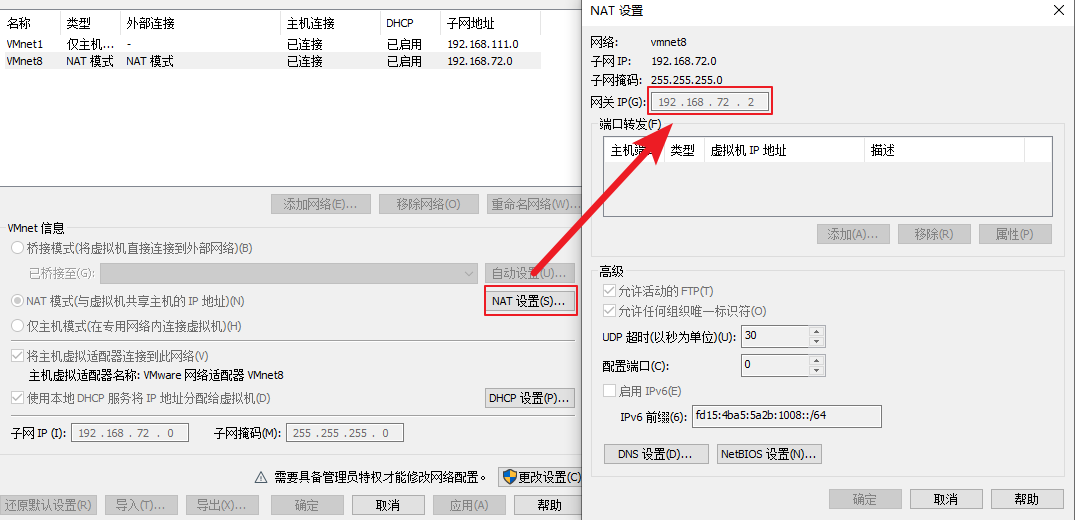 名称 类型 外部连接 主机连接 DHCP 子网地址
VMnet1 仅主机... - 已连接 已启用 192.168.111.0
VMnet8 NAT 模式 NAT 模式 已连接 已启用 192.168.72.0
添加网络(E)... 移除网络(O) 重命名网络(W)...
VMnet 信息
桥接模式(将虚拟机直接连接到外部网络)(B)
已桥接至(G): 自动设置(U)...
NAT 模式(与虚拟机共享主机的 IP 地址)(N) NAT 设置(S)...
仅主机模式(在专用网络内连接虚拟机)(H)
将主机虚拟适配器连接到此网络(V)
主机虚拟适配器名称: VMware 网络适配器 VMnet8
使用本地 DHCP 服务将 IP 地址分配给虚拟机(D) DHCP 设置(P)...
子网 IP (I): 192 . 168 . 72 . 0 子网掩码(M): 255 . 255 . 255 . 0
需要具备管理员特权才能修改网络配置。 更改设置(C)
还原默认设置(R) 导入(T)... 导出(X)... 确定 取消 应用(A) 帮助
NAT 设置
网络: vmnet8
子网 IP: 192.168.72.0
子网掩码: 255.255.255.0
网关 IP(G): 192 . 168 . 72 . 2
端口转发(F)
主机端 类型 虚拟机 IP 地址 描述
添加(A)... 移除(R) 属性(P)
高级
允许活动的 FTP(T)
允许任何组织唯一标识符(O)
UDP 超时(以秒为单位)(U): 30
配置端口(C): 0
启用 IPv6(E)
IPv6 前缀(6): fd15:4ba5:5a2b:1008::/64
DNS 设置(D)... NetBIOS 设置(N)...
确定 取消 帮助